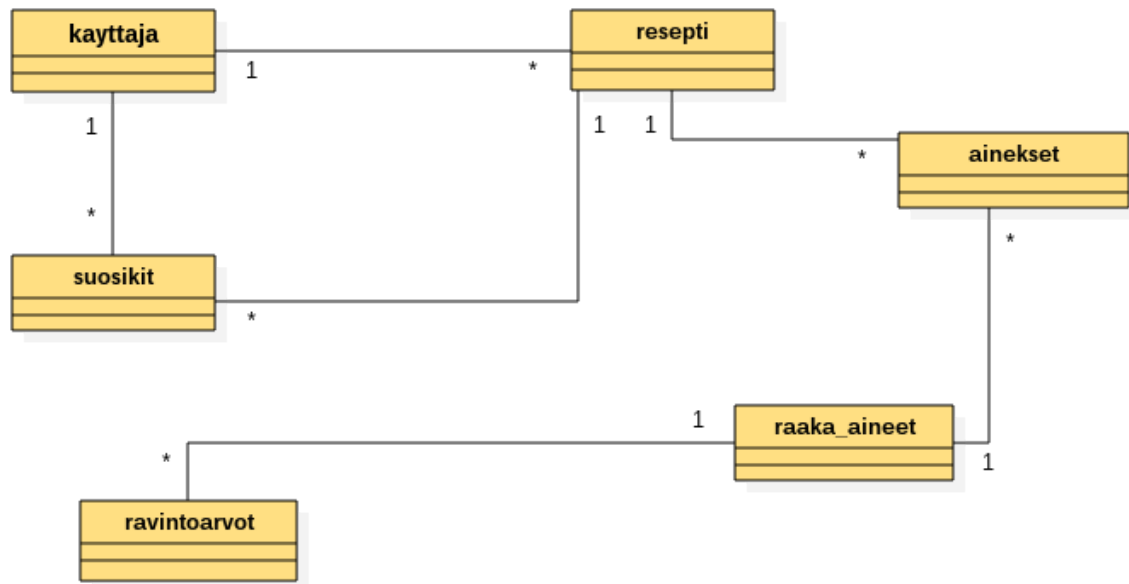 kayttaja
resepti
1
*
1
1
1
*
ainekset
*
*
suosikit
*
1
raaka_aineet
1
*
ravintoarvot